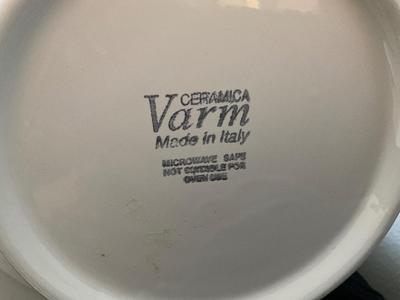 CERAMICA
Varm
Made in Italy
MICROWAVE SAFE
NOT SUITABLE FOR
OVEN USE